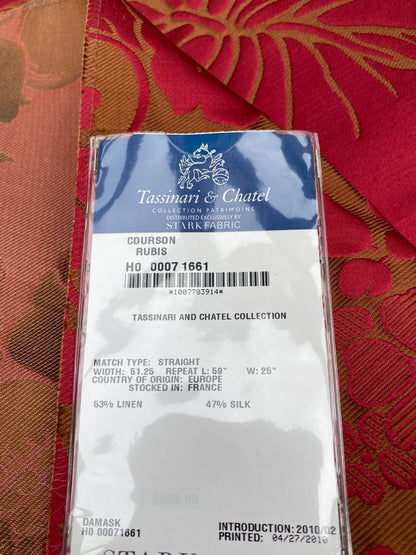 Tassinari & Chatel
COLLECTION PATRIMOINE
DISTRIBUTED EXCLUSIVELY BY
STARK FABRIC
COURSON
RUBIS
H0 00071661
*1007783914*
TASSINARI AND CHATEL COLLECTION
MATCH TYPE: STRAIGHT
WIDTH: 51.25 REPEAT L: 59" W: 25"
COUNTRY OF ORIGIN: EUROPE
STOCKED IN: FRANCE
53% LINEN 47% SILK
DAMASK
H0 00071661
INTRODUCTION: 2010/02
PRINTED: 04/27/2010